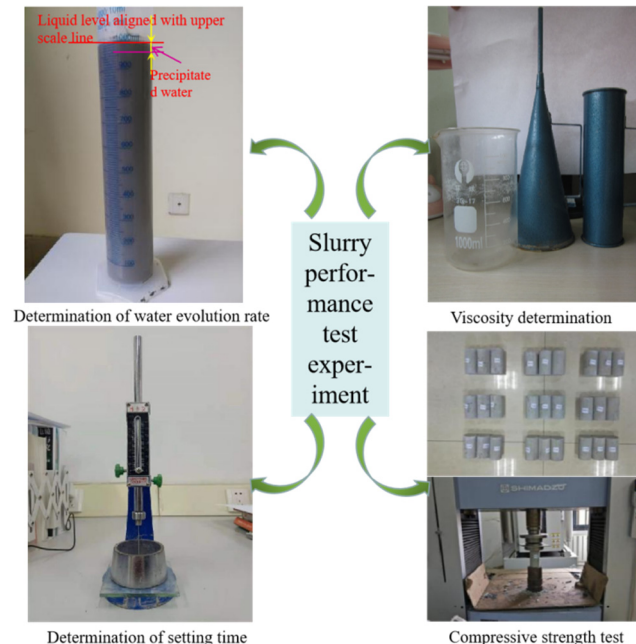 Liquid level aligned with upper
scale line
Precipitate
d water
1000ml
Determination of water evolution rate
Viscosity determination
Slurry
perfor-
mance
test
exper-
iment
SHIMADZU
Determination of setting time
Compressive strength test